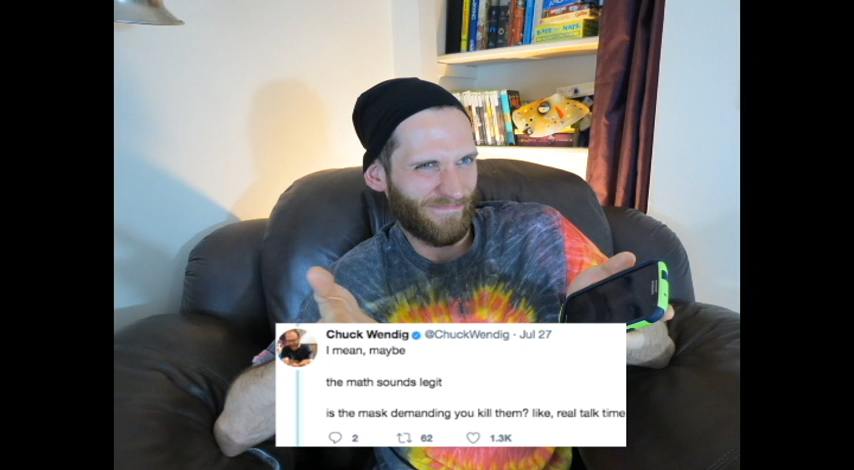 Chuck Wendig @ChuckWendig · Jul 27
I mean, maybe
the math sounds legit
is the mask demanding you kill them? like, real talk time
2 62 1.3K